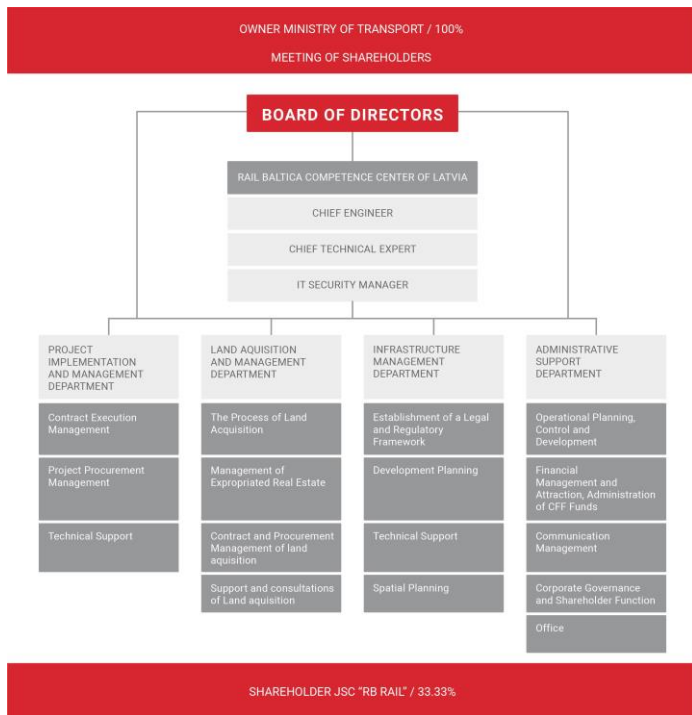 OWNER MINISTRY OF TRANSPORT / 100%
MEETING OF SHAREHOLDERS
BOARD OF DIRECTORS
RAIL BALTICA COMPETENCE CENTER OF LATVIA
CHIEF ENGINEER
CHIEF TECHNICAL EXPERT
IT SECURITY MANAGER
PROJECT
IMPLEMENTATION
AND MANAGEMENT
DEPARTMENT
Contract Execution
Management
Project Procurement
Management
Technical Support
LAND AQUISITION
AND MANAGEMENT
DEPARTMENT
The Process of Land
Acquisition
Management of
Expropriated Real Estate
Contract and Procurement
Management of land
aquisition
Support and consultations
of Land aquisition
INFRASTRUCTURE
MANAGEMENT
DEPARTMENT
Establishment of a Legal
and Regulatory
Framework
Development Planning
Technical Support
Spatial Planning
ADMINISTRATIVE
SUPPORT
DEPARTMENT
Operational Planning,
Control and
Development
Financial
Management and
Attraction, Administration
of CFF Funds
Communication
Management
Corporate Governance
and Shareholder Function
Office
SHAREHOLDER JSC "RB RAIL" / 33.33%